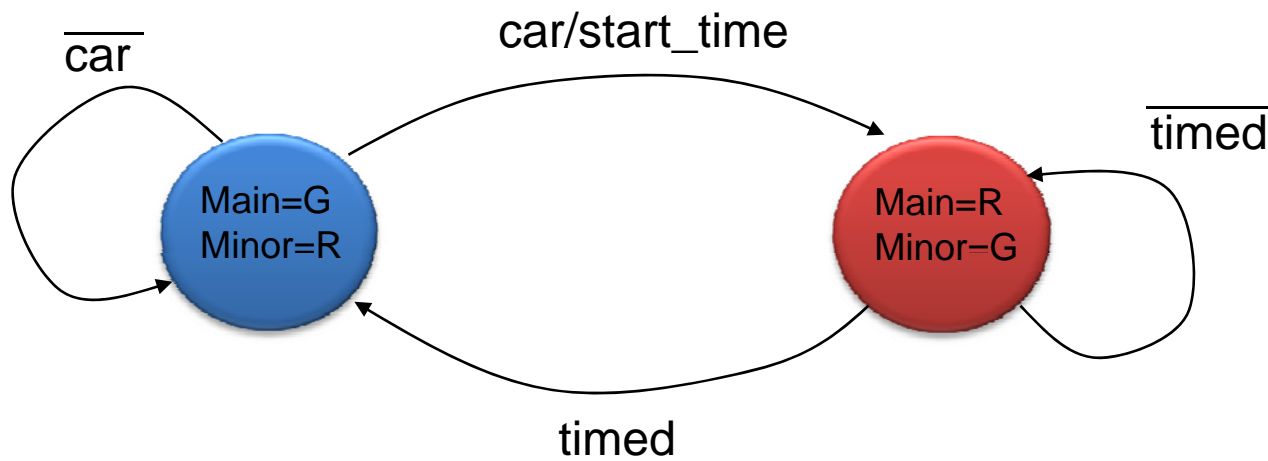 car
car/start_time
timed
Main=G
Minor=R
Main=R
Minor=G
timed